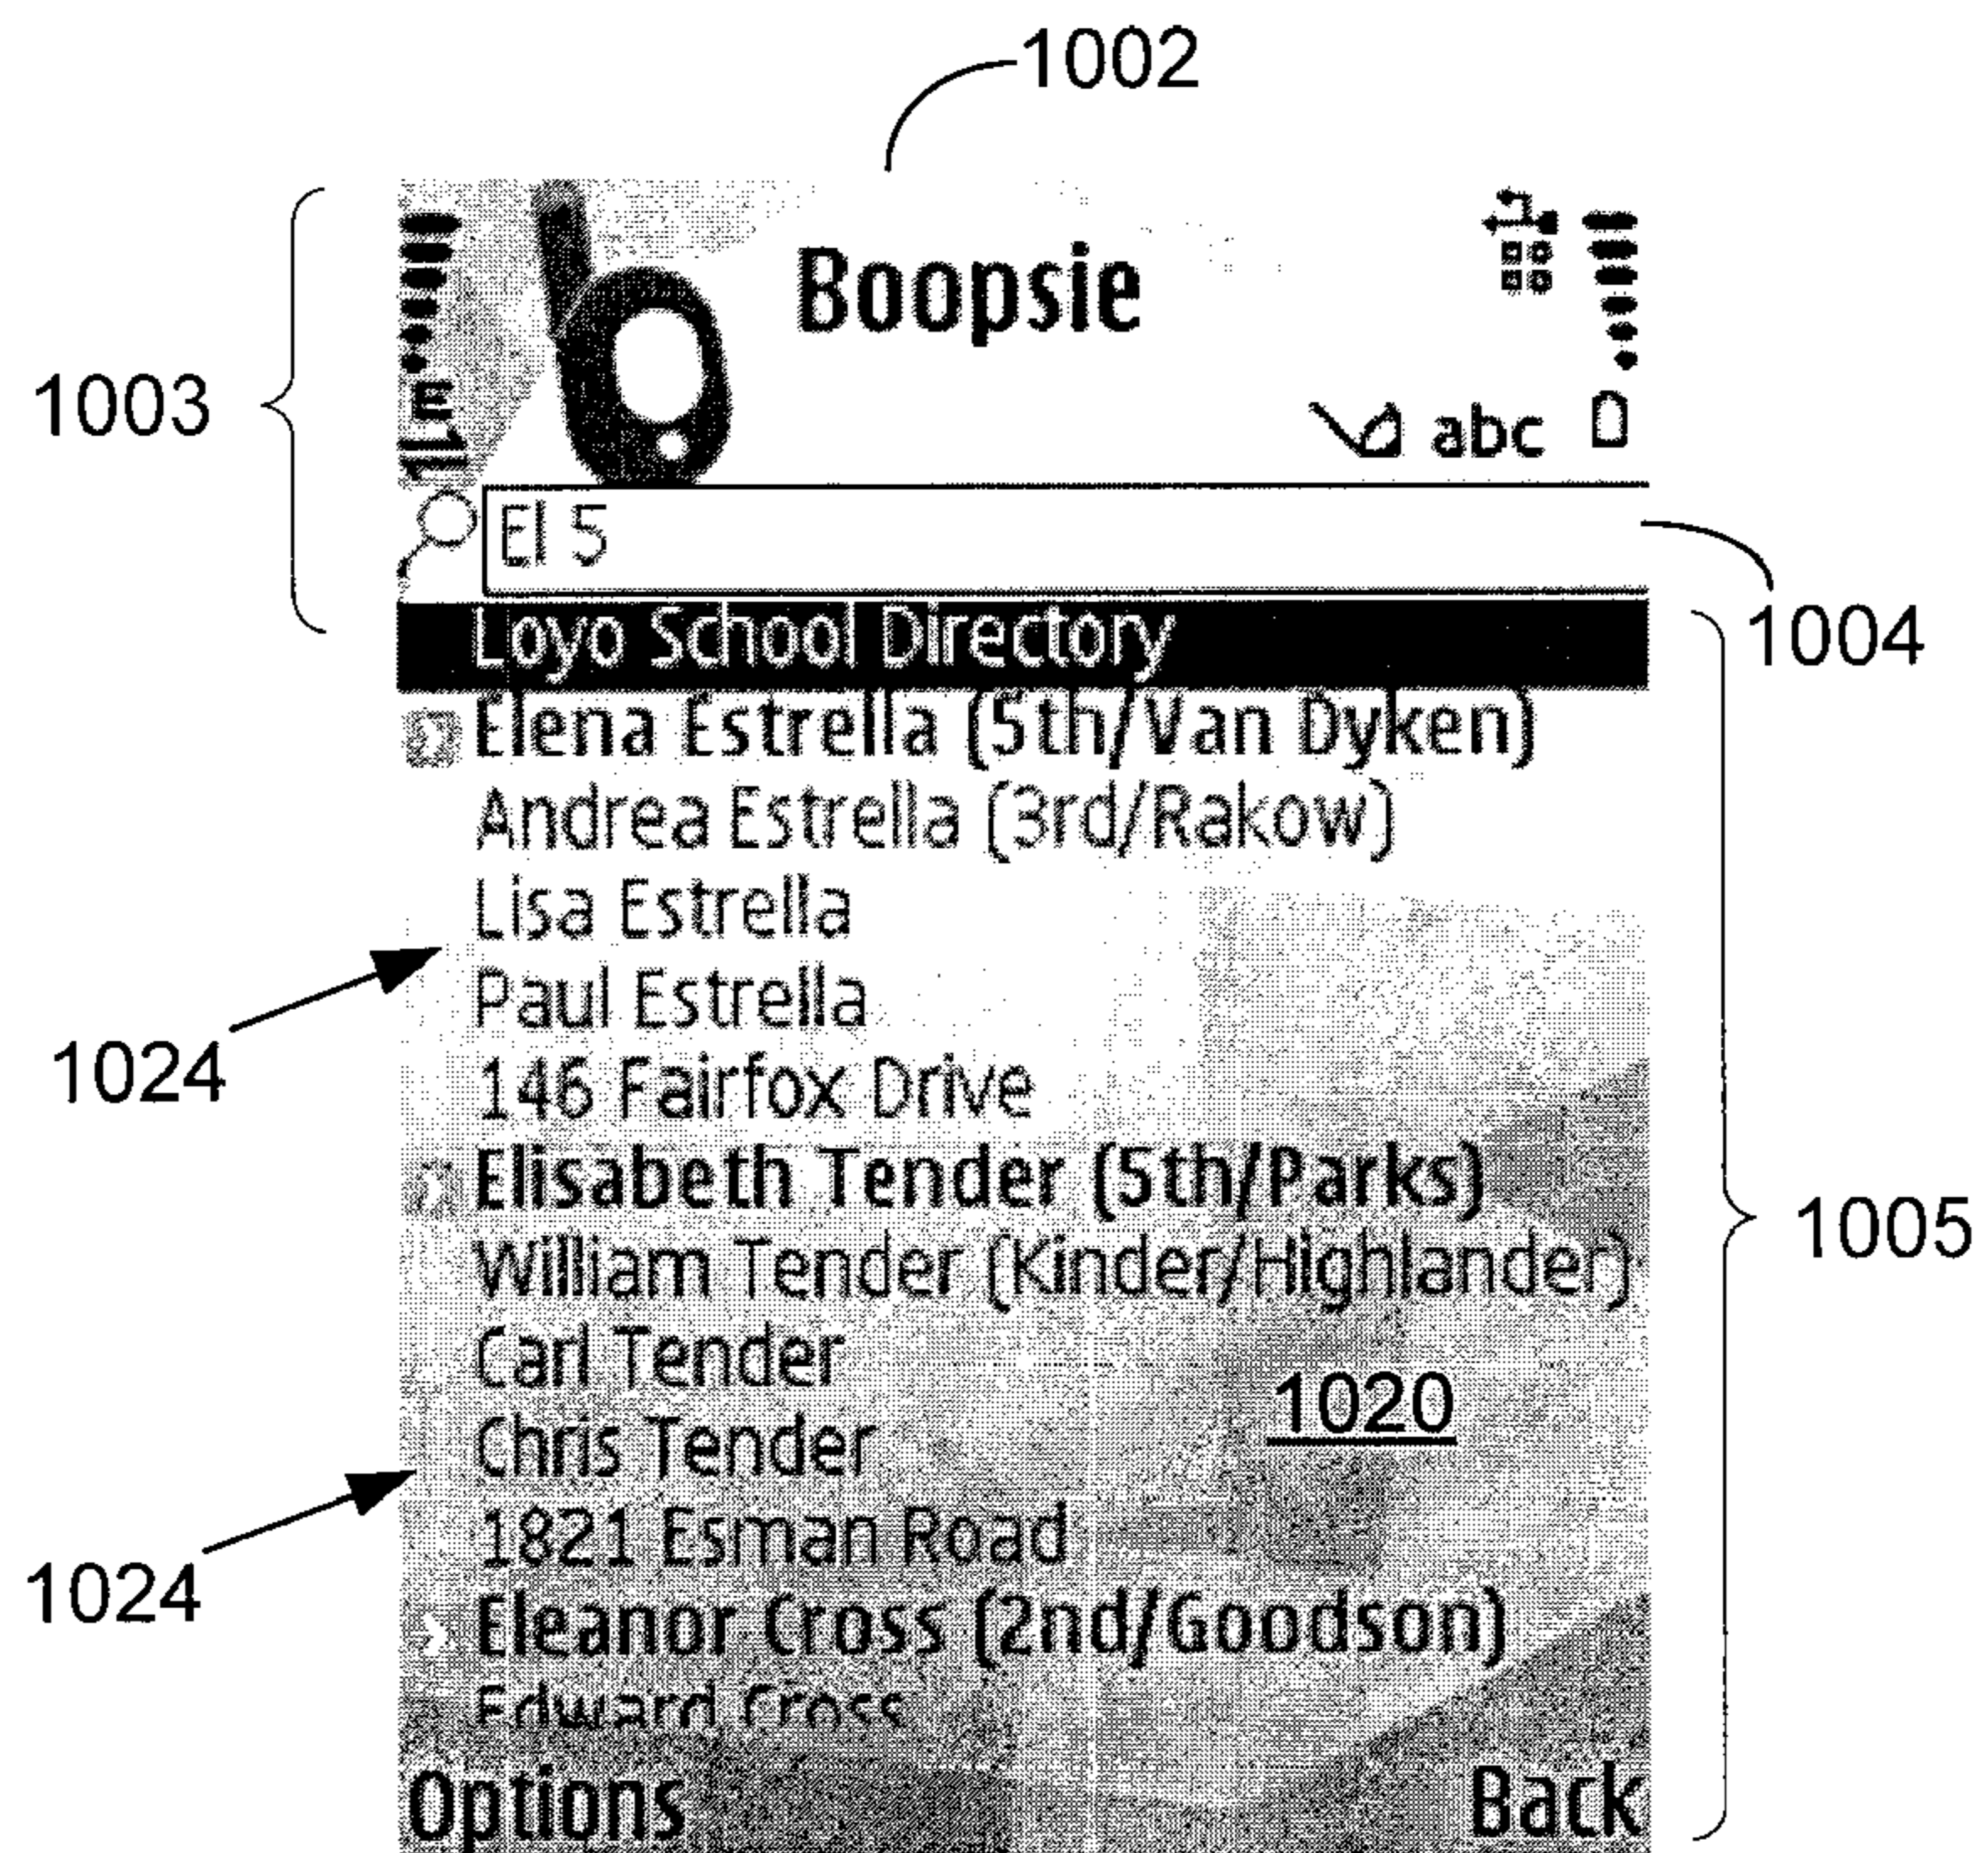 1002
Boopsie
1003
E
abc
El 5
1004
Loyo School Directory
Elena Estrella (5th/Van Dyken)
Andrea Estrella (3rd/Rakow)
Lisa Estrella
1024
Paul Estrella
146 Fairfox Drive
Elisabeth Tender (5th/Parks)
1005
William Tender (Kinder/Highlander)
Carl Tender
1020
Chris Tender
1024
1821 Esman Road
Eleanor Cross (2nd/Goodson)
Edward Cross
Options
Back